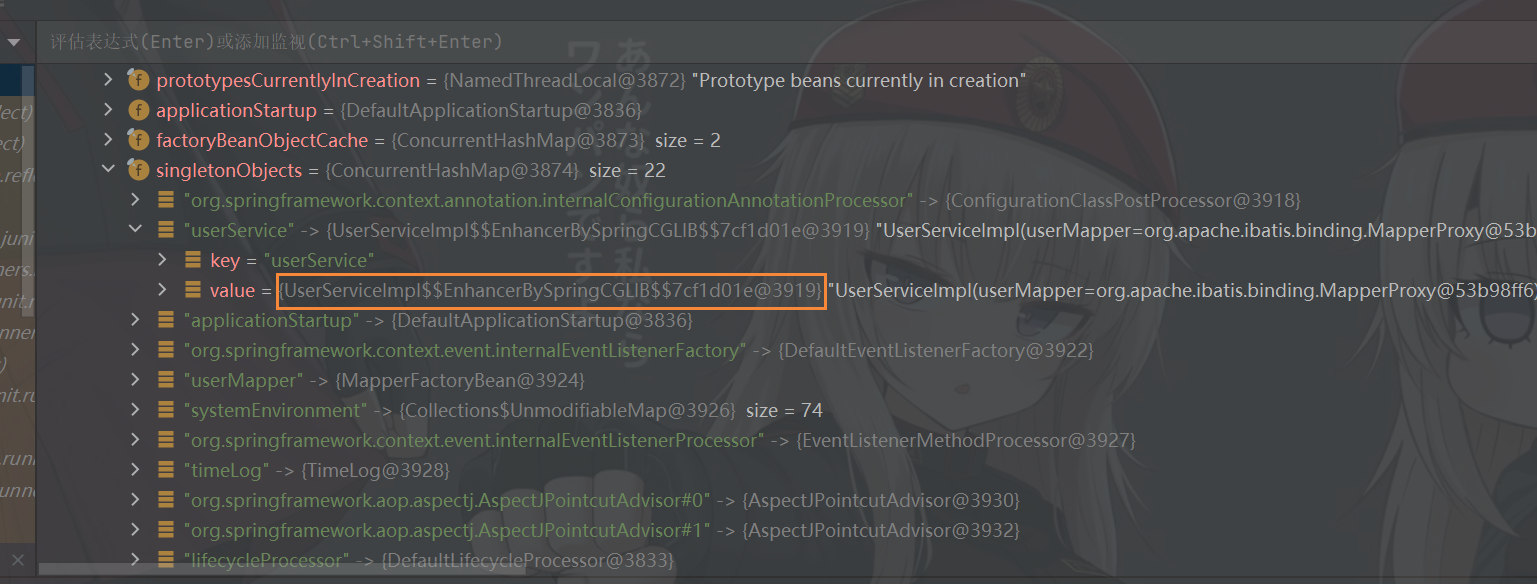 评估表达式(Enter)或添加监视(Ctrl+Shift+Enter)
prototypesCurrentlyInCreation = {NamedThreadLocal@3872} "Prototype beans currently in creation"
applicationStartup = {DefaultApplicationStartup@3836}
factoryBeanObjectCache = {ConcurrentHashMap@3873} size = 2
singletonObjects = {ConcurrentHashMap@3874} size = 22
"org.springframework.context.annotation.internalConfigurationAnnotationProcessor" -> {ConfigurationClassPostProcessor@3918}
"userService" -> {UserServiceImpl$$EnhancerBySpringCGLIB$$7cf1d01e@3919} "UserServiceImpl(userMapper=org.apache.ibatis.binding.MapperProxy@53b
key = "userService"
value = {UserServiceImpl$$EnhancerBySpringCGLIB$$7cf1d01e@3919} "UserServiceImpl(userMapper=org.apache.ibatis.binding.MapperProxy@53b98ff6)
"applicationStartup" -> {DefaultApplicationStartup@3836}
"org.springframework.context.event.internalEventListenerFactory" -> {DefaultEventListenerFactory@3922}
"userMapper" -> {MapperFactoryBean@3924}
"systemEnvironment" -> {Collections$UnmodifiableMap@3926} size = 74
"org.springframework.context.event.internalEventListenerProcessor" -> {EventListenerMethodProcessor@3927}
"timeLog" -> {TimeLog@3928}
"org.springframework.aop.aspectj.AspectJPointcutAdvisor#0" -> {AspectJPointcutAdvisor@3930}
"org.springframework.aop.aspectj.AspectJPointcutAdvisor#1" -> {AspectJPointcutAdvisor@3932}
"lifecycleProcessor" -> {DefaultLifecycleProcessor@3833}